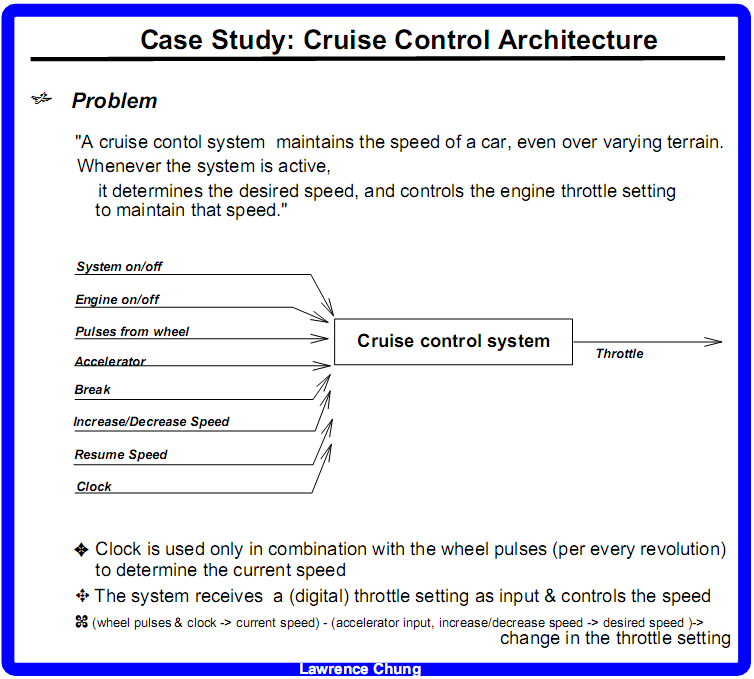 Case Study: Cruise Control Architecture
Problem
"A cruise contol system maintains the speed of a car, even over varying terrain.
Whenever the system is active,
it determines the desired speed, and controls the engine throttle setting
to maintain that speed."
System on/off
Engine on/off
Pulses from wheel
Accelerator
Break
Increase/Decrease Speed
Resume Speed
Clock
Cruise control system
Throttle
Clock is used only in combination with the wheel pulses (per every revolution)
to determine the current speed
The system receives a (digital) throttle setting as input & controls the speed
(wheel pulses & clock -> current speed) - (accelerator input, increase/decrease speed -> desired speed )->
change in the throttle setting
Lawrence Chung